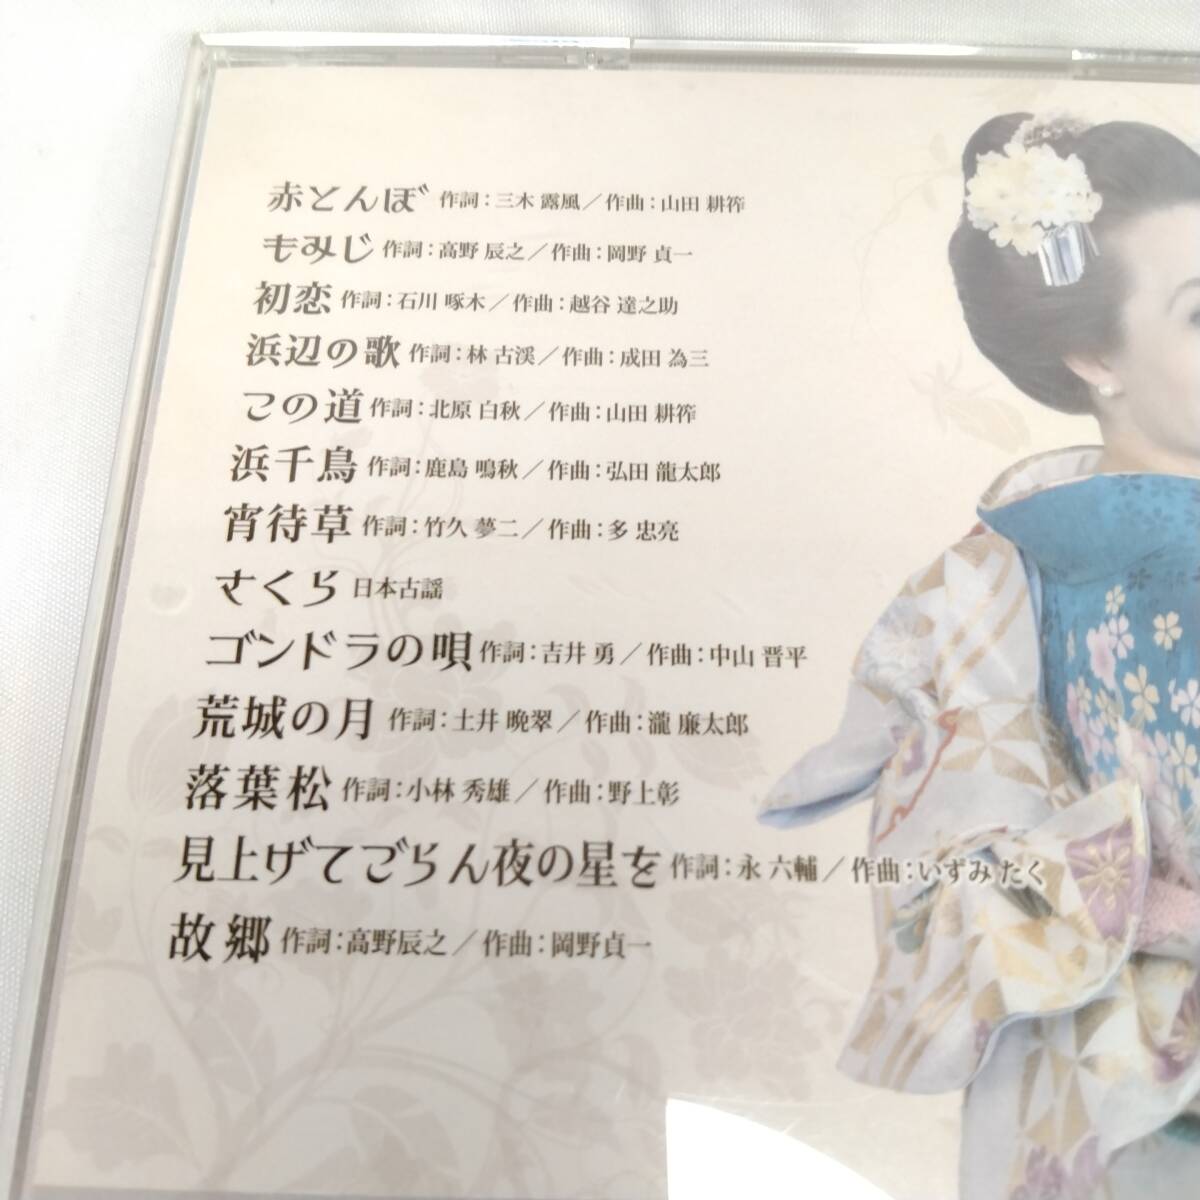 赤とんぼ 作詞：三木 露風／作曲：山田 耕筰
もみじ 作詞：高野 辰之／作曲：岡野 貞一
初恋 作詞：石川 啄木／作曲：越谷 達之助
浜辺の歌 作詞：林 古渓／作曲：成田 為三
この道 作詞：北原 白秋／作曲：山田 耕筰
浜千鳥 作詞：鹿島 鳴秋／作曲：弘田 龍太郎
宵待草 作詞：竹久 夢二／作曲：多 忠亮
さくら 日本古謡
ゴンドラの唄 作詞：吉井 勇／作曲：中山 晋平
荒城の月 作詞：土井 晩翠／作曲：瀧 廉太郎
落葉松 作詞：小林 秀雄／作曲：野上彰
見上げてごらん夜の星を 作詞：永 六輔／作曲：いずみ たく
故郷 作詞：高野辰之／作曲：岡野貞一